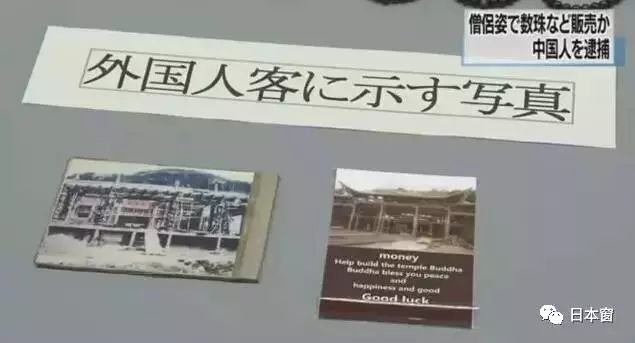 僧侶姿で数珠など販売か
中国人を逮捕
外国人客に示す写真
money
Help build the temple Buddha
Buddha bless you peace
and
happiness and good
Good luck
日本窗